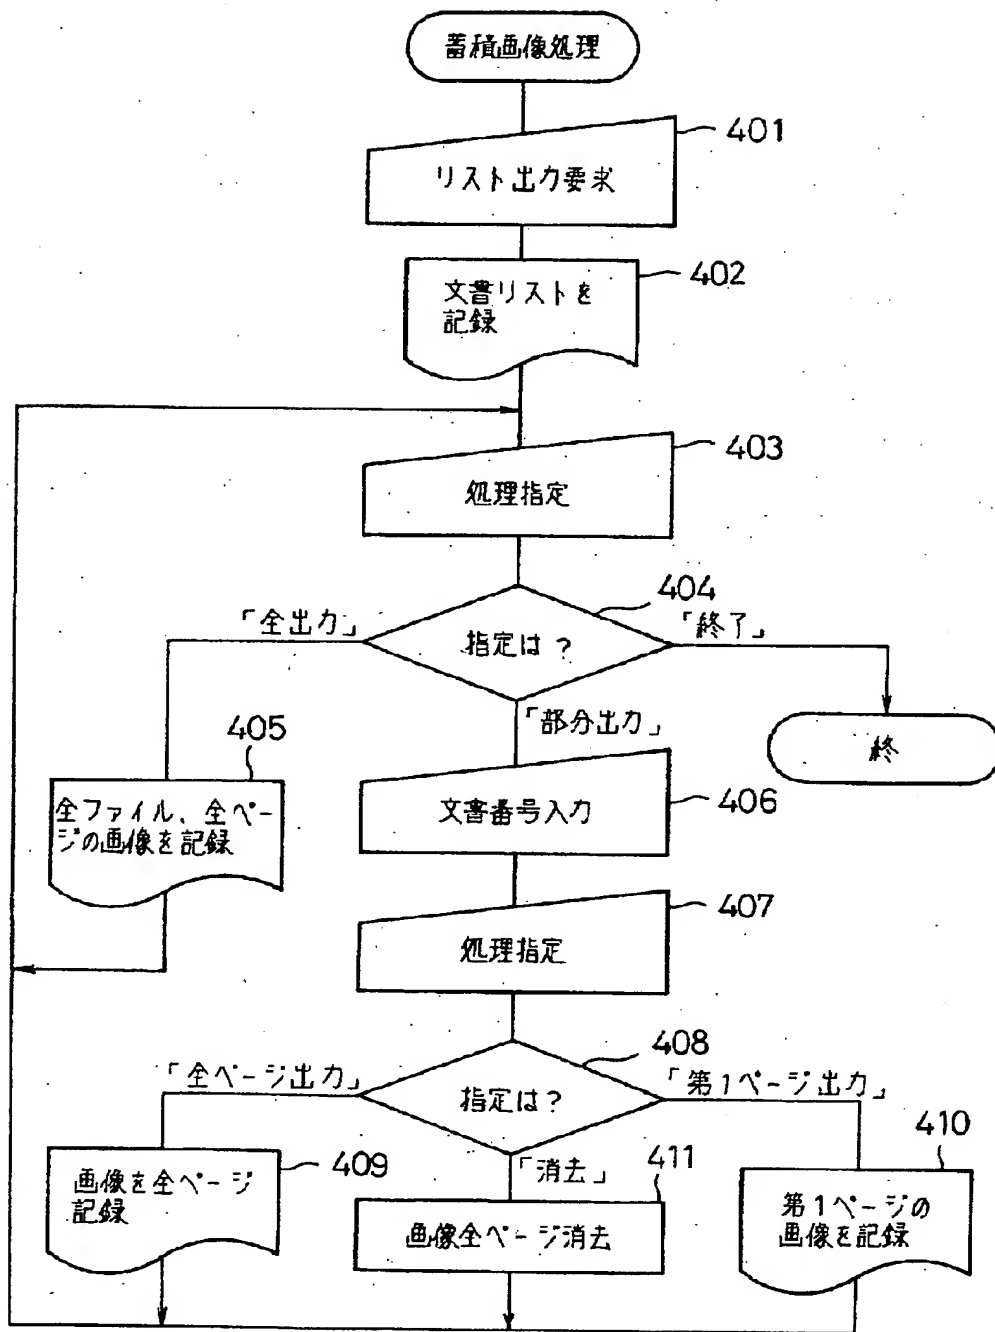 蓄積画像処理
401
リスト出力要求
402
文書リストを
記録
403
処理指定
404
「全出力」
指定は?
「終了」
「部分出力」
405
終
全ファイル、全ペー
ジの画像を記録
文書番号入力
406
407
処理指定
408
「全ページ出力」
指定は?
「第1ページ出力」
409
「消去」
411
410
画像を全ページ
記録
画像全ページ消去
第1ページの
画像を記録